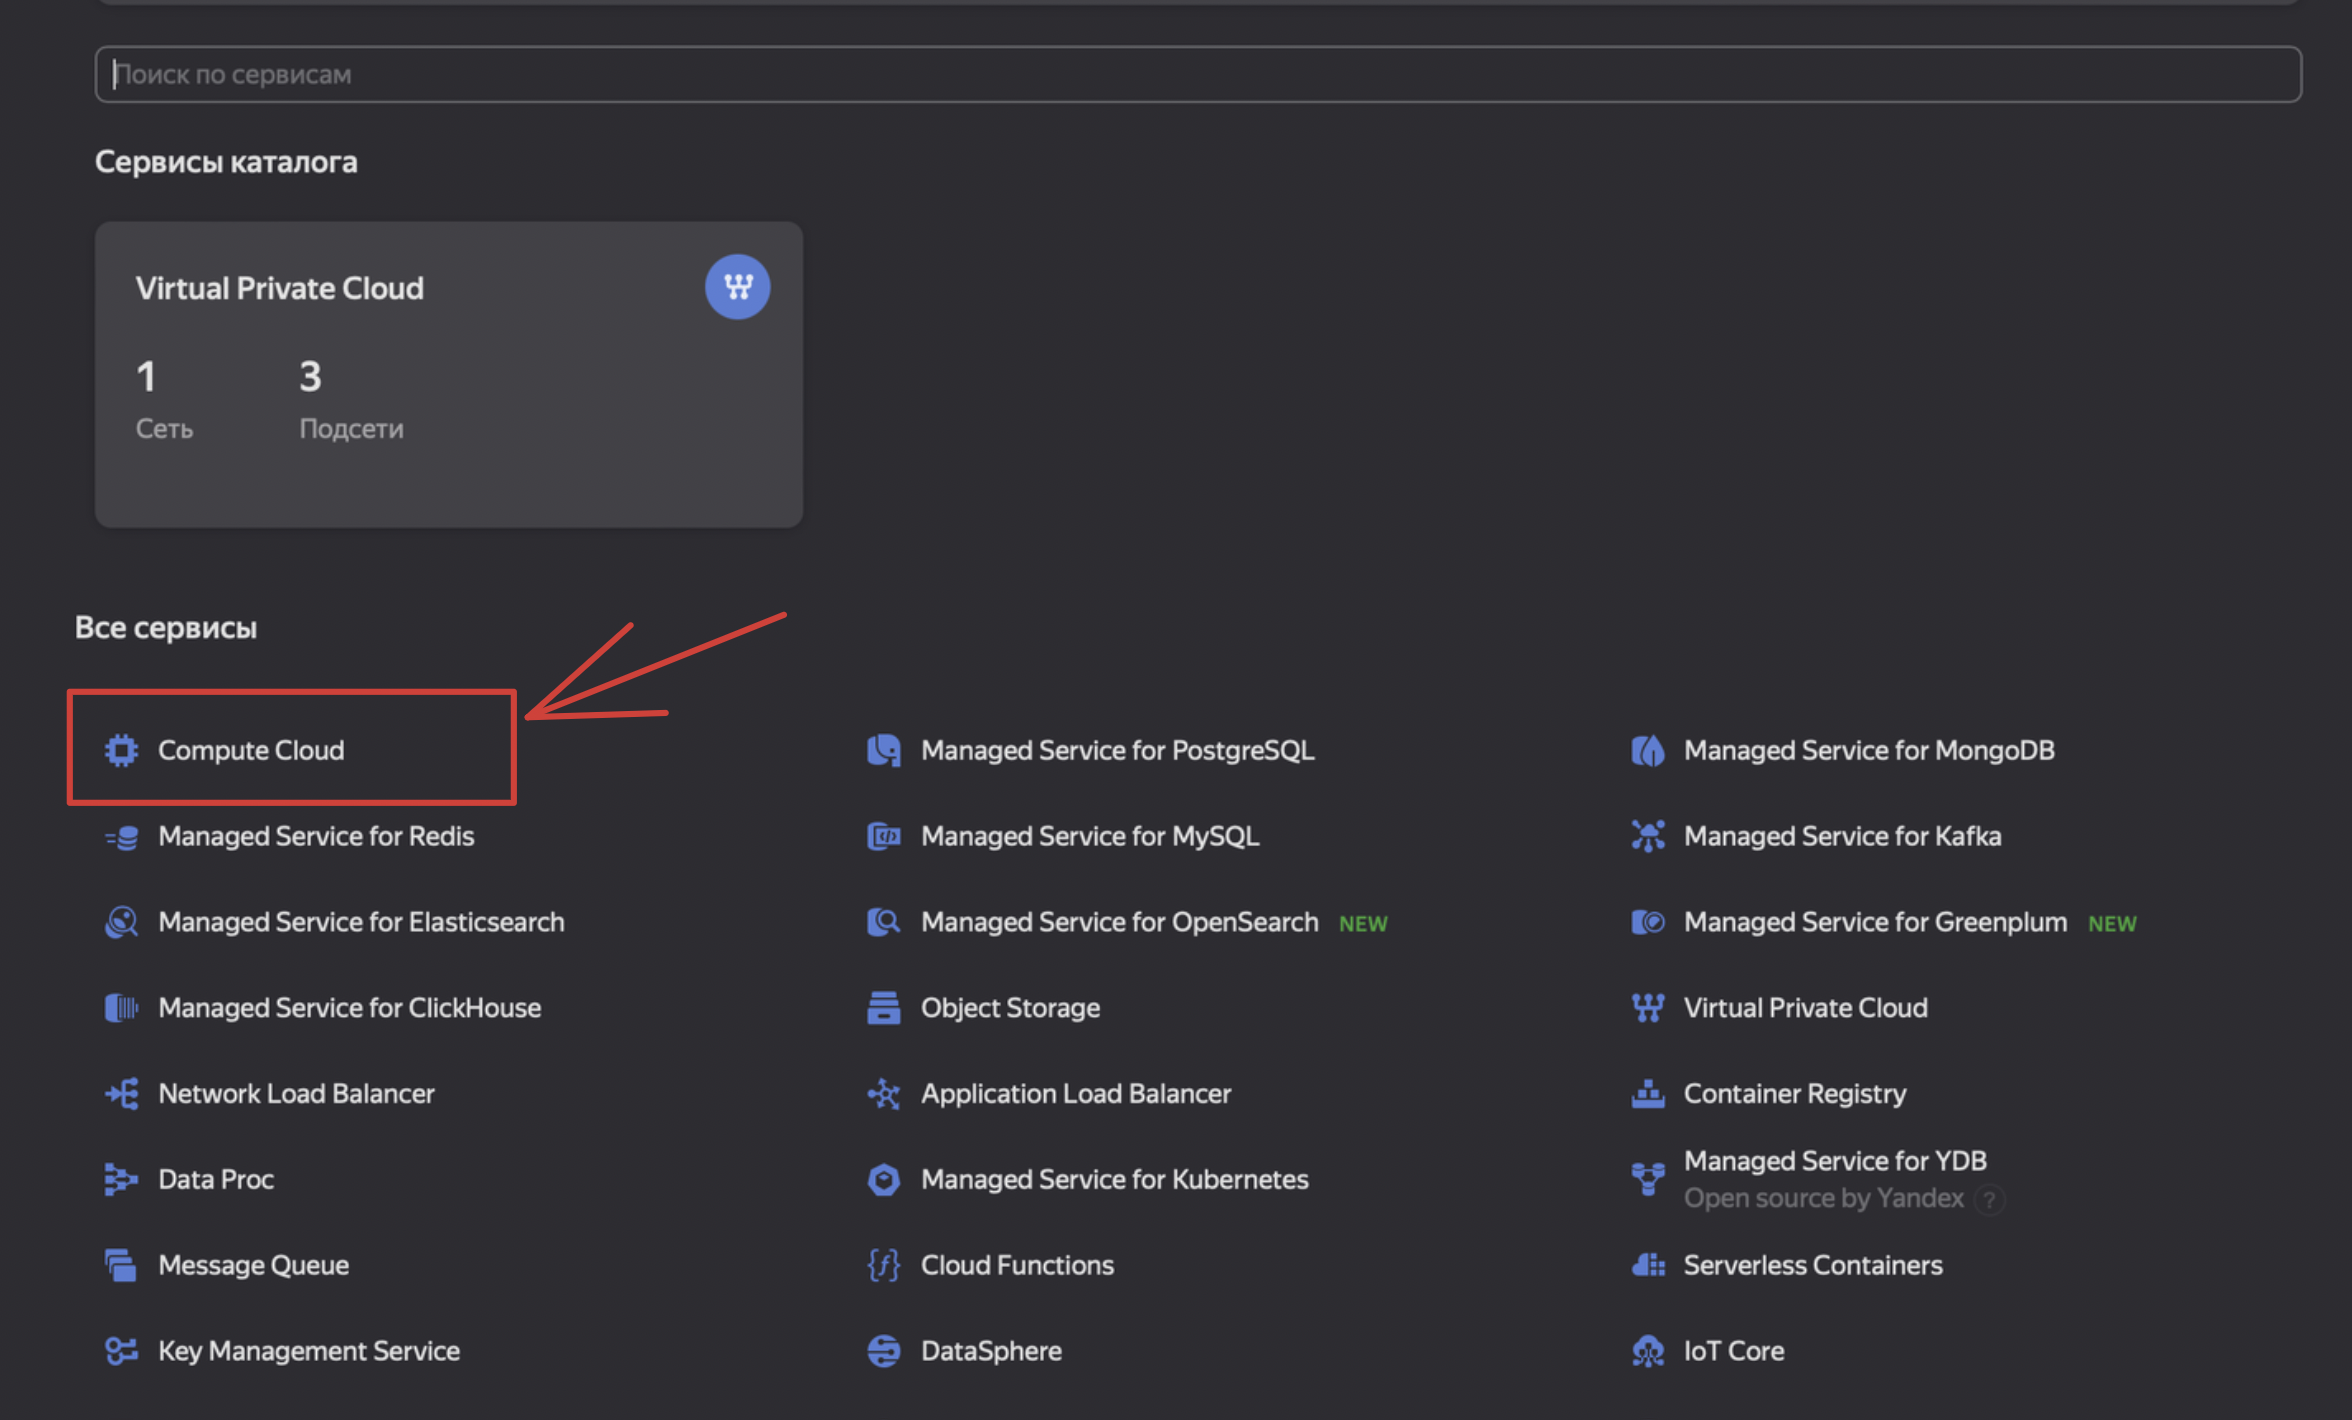 Поиск по сервисам
Сервисы каталога
Virtual Private Cloud
1 3
Сеть Подсети
Все сервисы
Compute Cloud Managed Service for PostgreSQL Managed Service for MongoDB
Managed Service for Redis Managed Service for MySQL Managed Service for Kafka
Managed Service for Elasticsearch Managed Service for OpenSearch NEW Managed Service for Greenplum NEW
Managed Service for ClickHouse Object Storage Virtual Private Cloud
Network Load Balancer Application Load Balancer Container Registry
Data Proc Managed Service for Kubernetes Managed Service for YDB
Open source by Yandex ?
Message Queue Cloud Functions Serverless Containers
Key Management Service DataSphere IoT Core